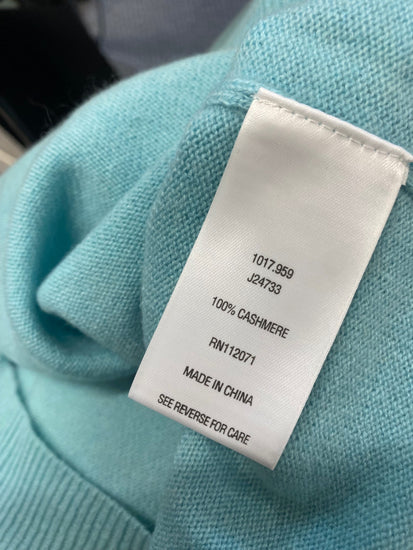 1017.959
J24733
100% CASHMERE
RN112071
MADE IN CHINA
SEE REVERSE FOR CARE